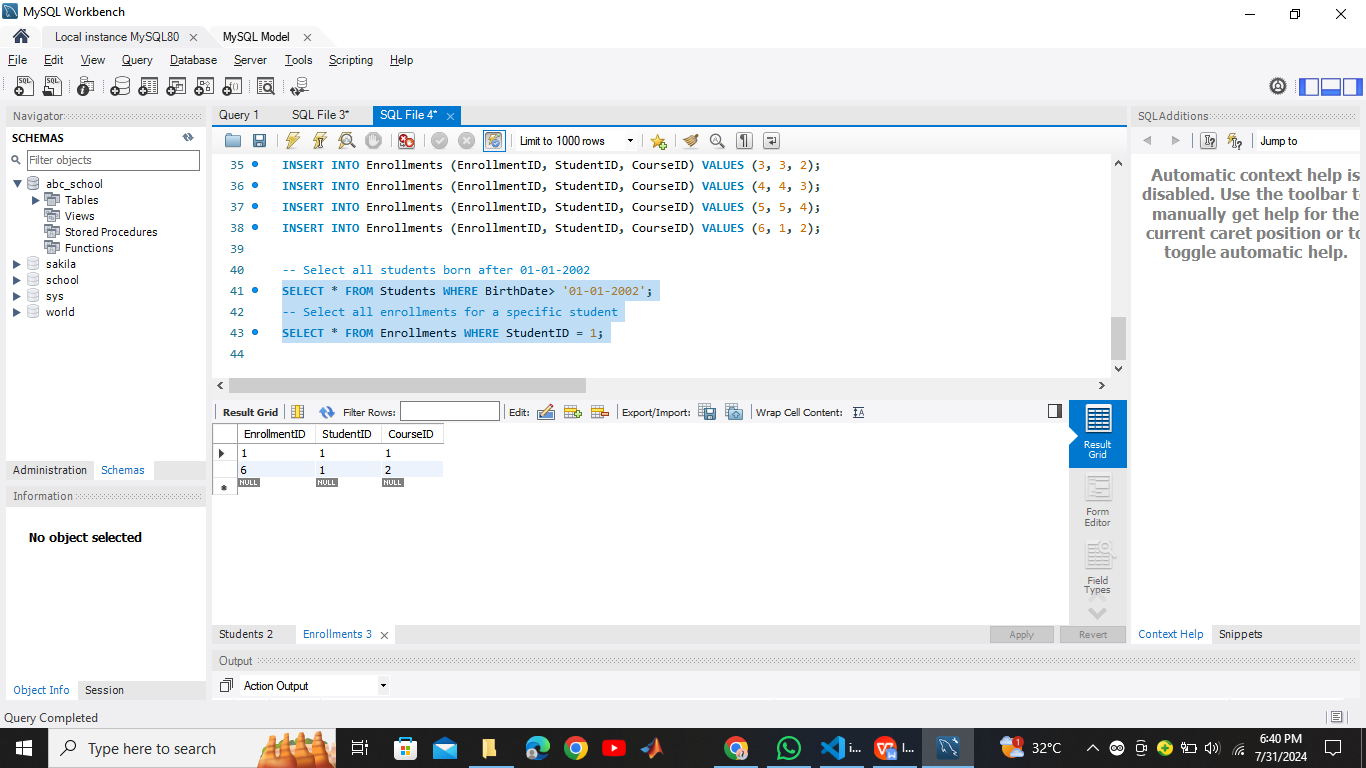 MySQL Workbench
Local instance MySQL80
MySQL Model
File Edit View Query Database Server Tools Scripting Help
Navigator
SCHEMAS
Filter objects
abc_school
Tables
Views
Stored Procedures
Functions
sakila
school
sys
world
Administration Schemas
Information
No object selected
Object Info Session
Query 1 SQL File 3* SQL File 4*
Limit to 1000 rows
35 INSERT INTO Enrollments (EnrollmentID, StudentID, CourseID) VALUES (3, 3, 2);
36 INSERT INTO Enrollments (EnrollmentID, StudentID, CourseID) VALUES (4, 4, 3);
37 INSERT INTO Enrollments (EnrollmentID, StudentID, CourseID) VALUES (5, 5, 4);
38 INSERT INTO Enrollments (EnrollmentID, StudentID, CourseID) VALUES (6, 1, 2);
39
40 -- Select all students born after 01-01-2002
41 SELECT * FROM Students WHERE BirthDate> '01-01-2002';
42 -- Select all enrollments for a specific student
43 SELECT * FROM Enrollments WHERE StudentID = 1;
44
Result Grid Filter Rows: Edit: Export/Import: Wrap Cell Content:
EnrollmentID StudentID CourseID
1 1 1
6 1 2
NULL NULL NULL
Result
Grid
Form
Editor
Field
Types
Students 2 Enrollments 3 Apply Revert
Output
Action Output
SQLAdditions
Jump to
Automatic context help is
disabled. Use the toolbar t
manually get help for the
current caret position or to
toggle automatic help.
Context Help Snippets
Query Completed
Type here to search
i...
I...
1
32°C
6:40 PM
7/31/2024